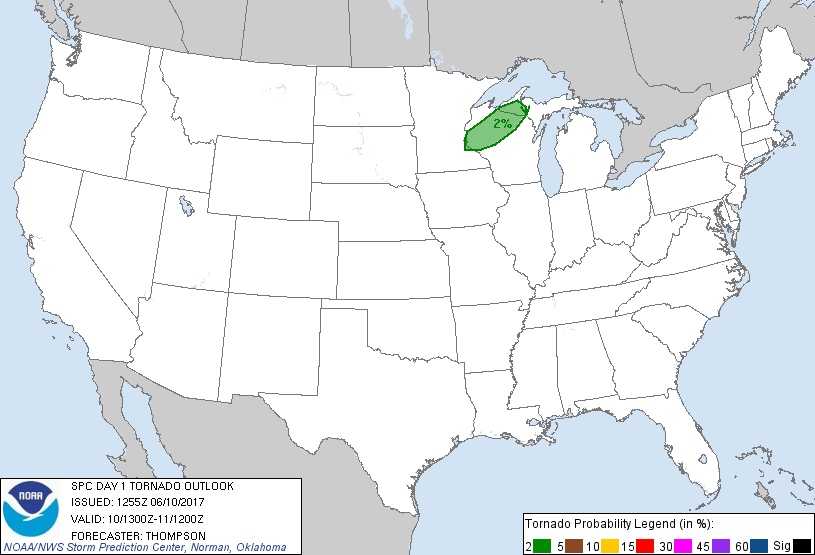 2%
NOAA
SPC DAY 1 TORNADO OUTLOOK
ISSUED: 1255Z 06/10/2017
VALID: 10/1300Z-11/1200Z
FORECASTER: THOMPSON
NOAA/NWS Storm Prediction Center, Norman, Oklahoma
Tornado Probability Legend (in %):
2 5 10 15 30 45 60 Sig